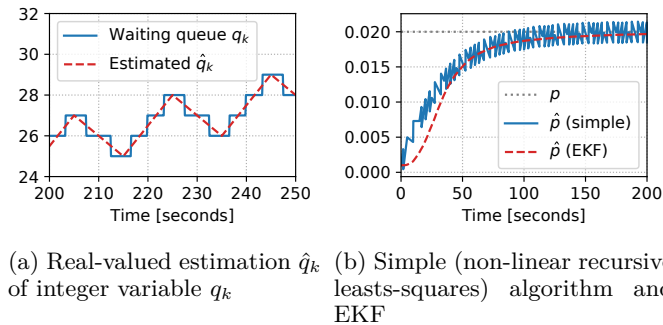 32
30
28
26
24
Waiting queue q_k
Estimated q̂_k
200 210 220 230 240 250
Time [seconds]
0.020
0.015
0.010
0.005
0.000
p
p̂ (simple)
p̂ (EKF)
0 50 100 150 200
Time [seconds]
(a) Real-valued estimation q̂_k
of integer variable q_k
(b) Simple (non-linear recursive
leasts-squares) algorithm and
EKF